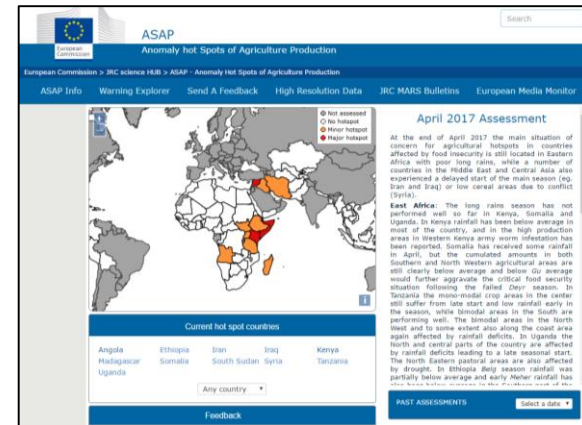 Search
European
Commission
ASAP
Anomaly hot Spots of Agriculture Production
European Commission > JRC science HUB > ASAP - Anomaly Hot Spots of Agriculture Production
ASAP Info
Warning Explorer
Send A Feedback
High Resolution Data
JRC MARS Bulletins
European Media Monitor
Not assessed
No hotspot
Minor hotspot
Major hotspot
i
Current hot spot countries
Angola Ethiopia Iran Iraq Kenya
Madagascar Somalia South Sudan Syria Tanzania
Uganda
Any country
Feedback
April 2017 Assessment
At the end of April 2017 the main situation of
concern for agricultural hotspots in countries
affected by food insecurity is still located in Eastern
Africa with poor long rains, while a number of
countries in the Middle East and Central Asia also
experienced a delayed start of the main season (eg.
Iran and Iraq) or low cereal areas due to conflict
(Syria).
East Africa: The long rains season has not
performed well so far in Kenya, Somalia and
Uganda. In Kenya rainfall has been below average in
most of the country, and in the high production
areas in Western Kenya army worm infestation has
been reported. Somalia has received some rainfall
in April, but the cumulated amounts in both
Southern and North Western agricultural areas are
still clearly below average and below Gu average
would further aggravate the critical food security
situation following the failed Deyr season. In
Tanzania the mono-modal crop areas in the center
still suffer from late start and low rainfall early in
the season, while bimodal areas in the South are
performing well. The bimodal areas in the North
West and to some extent also along the coast area
again affected by rainfall deficits. In Uganda the
North and central parts of the country are affected
by rainfall deficits leading to a late seasonal start.
The North Eastern pastoral areas are also affected
by drought. In Ethiopia Belg season rainfall was
partially below average and early Meher rainfall has
PAST ASSESSMENTS
Select a date